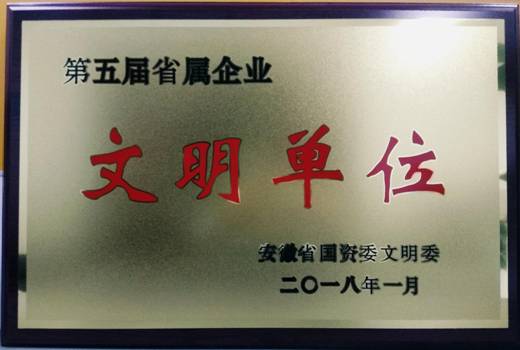 第五届省属企业
文明单位
安徽省国资委文明委
二〇一八年一月